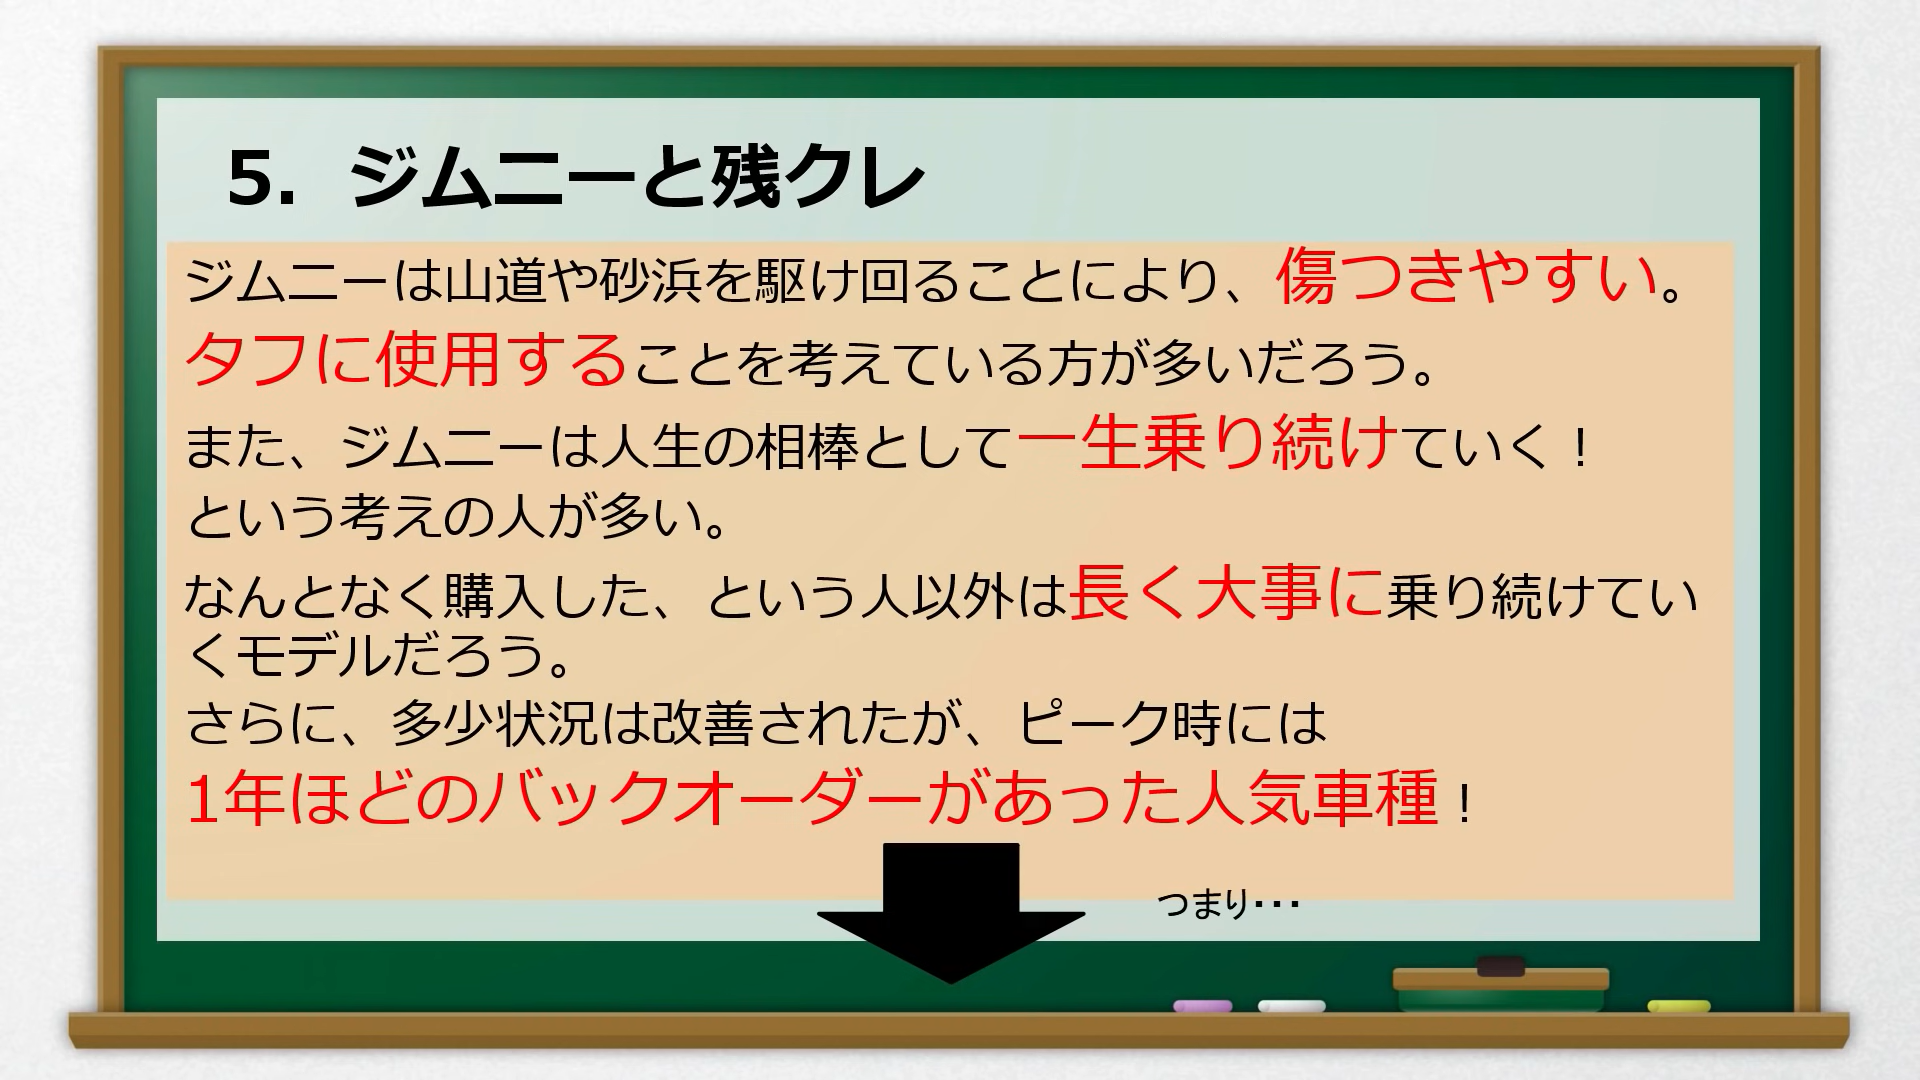 5. ジムニーと残クレ
ジムニーは山道や砂浜を駆け回ることにより、傷つきやすい。
タフに使用することを考えている方が多いだろう。
また、ジムニーは人生の相棒として一生乗り続けていく！
という考えの人が多い。
なんとなく購入した、という人以外は長く大事に乗り続けてい
くモデルだろう。
さらに、多少状況は改善されたが、ピーク時には
1年ほどのバックオーダーがあった人気車種！
つまり・・・